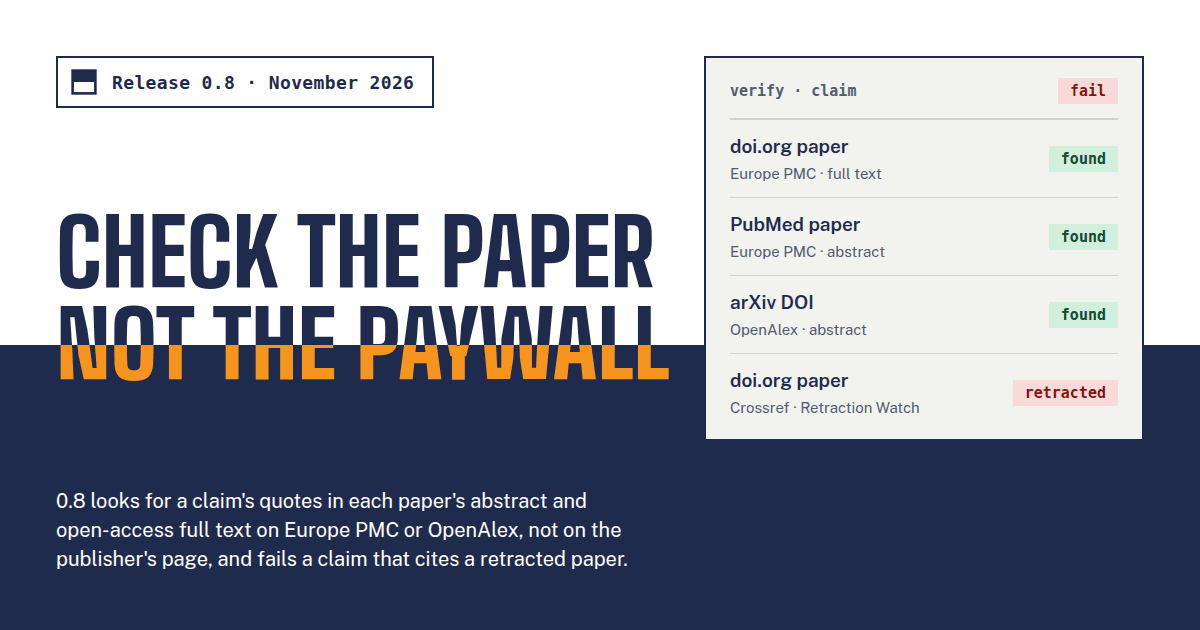 Release 0.8 · November 2026
CHECK THE PAPER
NOT THE PAYWALL
0.8 looks for a claim's quotes in each paper's abstract and
open-access full text on Europe PMC or OpenAlex, not on the
publisher's page, and fails a claim that cites a retracted paper.
verify · claim
fail
doi.org paper
Europe PMC · full text
found
PubMed paper
Europe PMC · abstract
found
arXiv DOI
OpenAlex · abstract
found
doi.org paper
Crossref · Retraction Watch
retracted